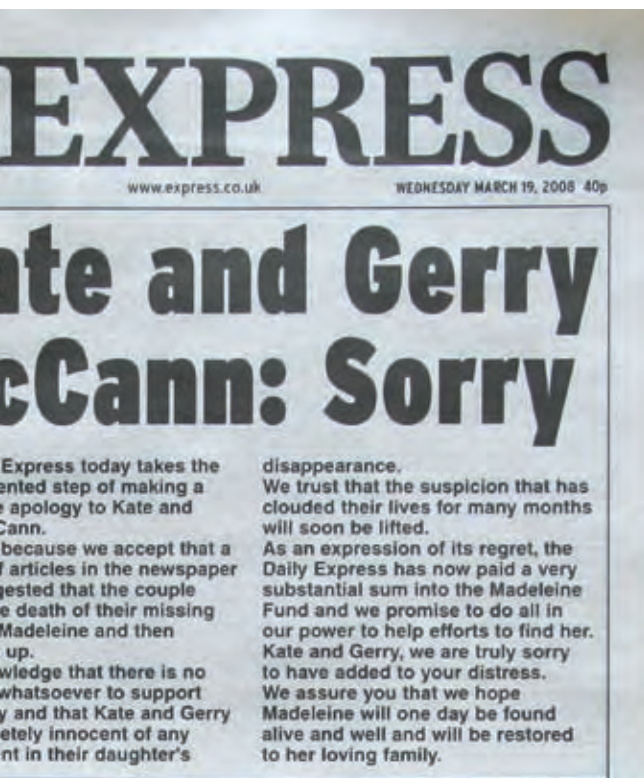 EXPRESS
www.express.co.uk WEDNESDAY MARCH 19, 2008 40p
ate and Gerry
cCann: Sorry
Express today takes the
ented step of making a
e apology to Kate and
Cann.
because we accept that a
f articles in the newspaper
gested that the couple
e death of their missing
Madeleine and then
up.
wledge that there is no
whatsoever to support
y and that Kate and Gerry
etely innocent of any
nt in their daughter's
disappearance.
We trust that the suspicion that has
clouded their lives for many months
will soon be lifted.
As an expression of its regret, the
Daily Express has now paid a very
substantial sum into the Madeleine
Fund and we promise to do all in
our power to help efforts to find her.
Kate and Gerry, we are truly sorry
to have added to your distress.
We assure you that we hope
Madeleine will one day be found
alive and well and will be restored
to her loving family.